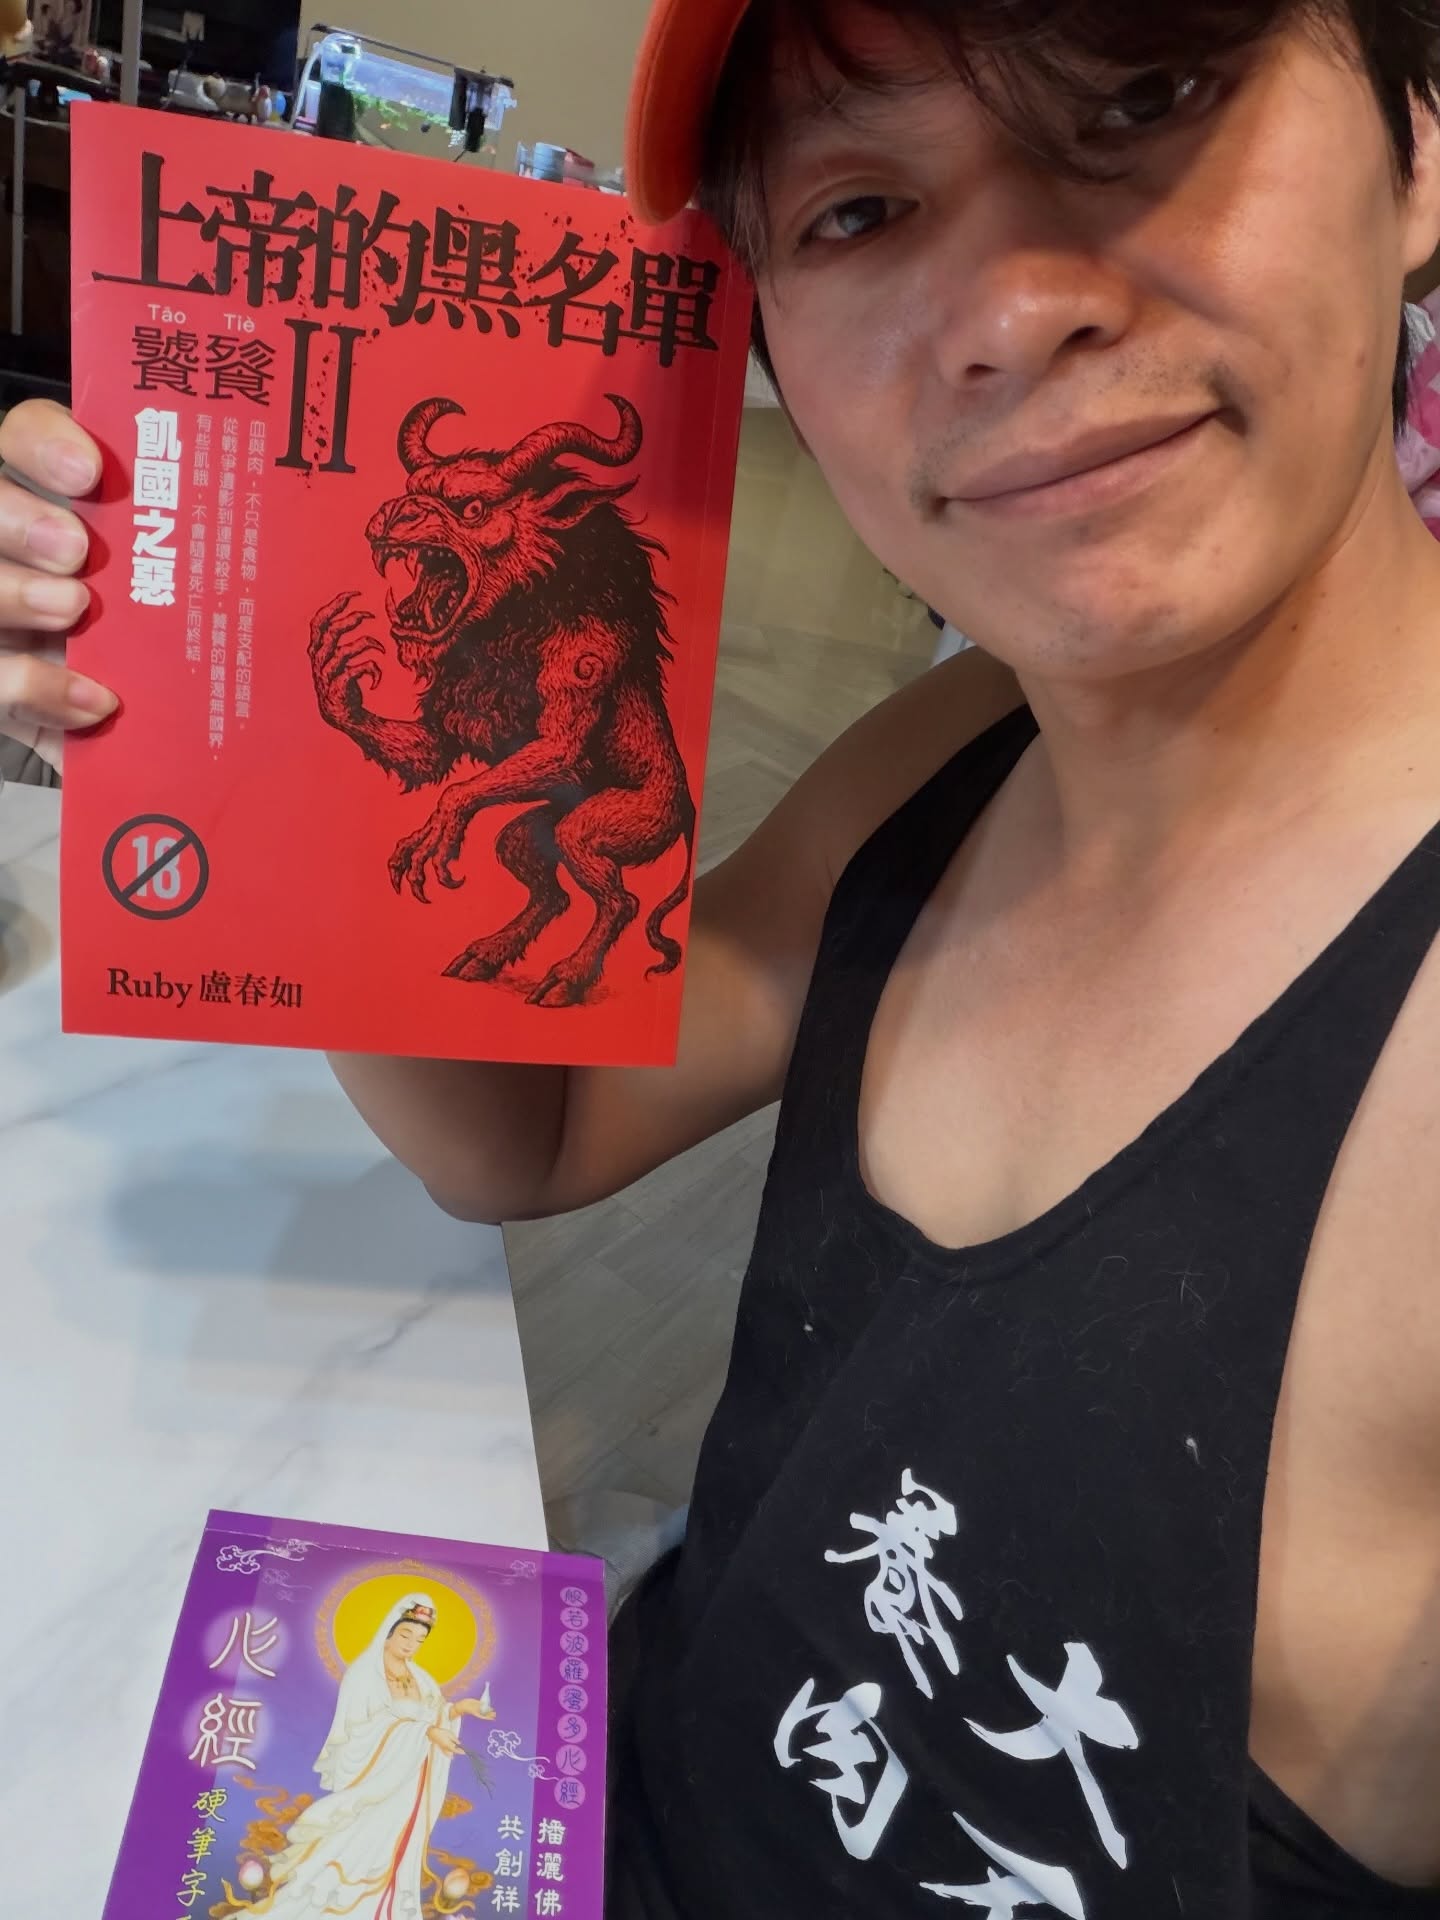 上帝的黑名單
II
Tāo Tiè
饕餮
飢國之惡
血與肉，不只是食物，而是支配的語言。
從戰爭遺影到連環殺手，饕餮的饑渴無國界，
有些飢餓，不會隨著死亡而終結，
18
Ruby 盧春如
般若波羅蜜多心經
心經
硬筆字
播灑佛
共創祥